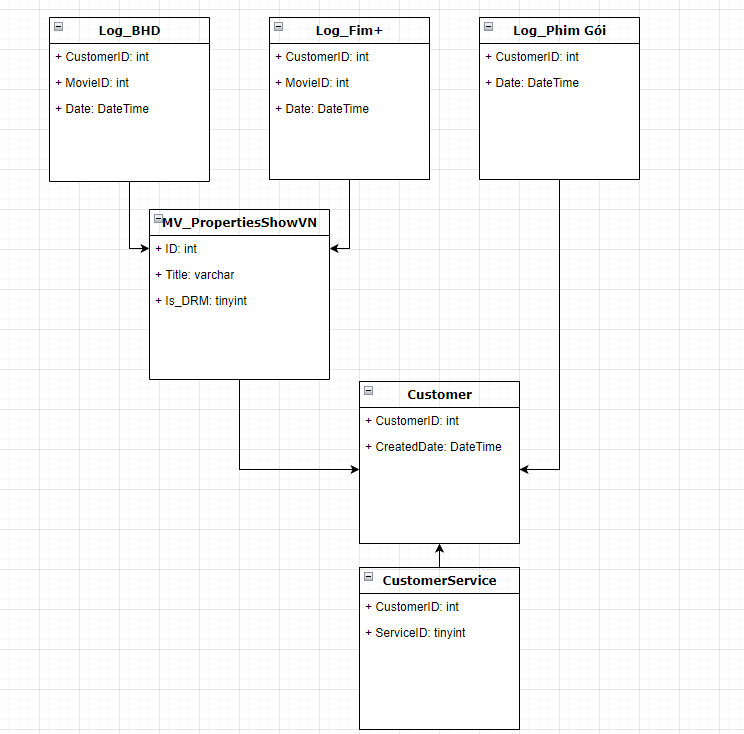 Log_BHD
+ CustomerID: int
+ MovieID: int
+ Date: DateTime
Log_Fim+
+ CustomerID: int
+ MovieID: int
+ Date: DateTime
Log_Phim Gói
+ CustomerID: int
+ Date: DateTime
MV_PropertiesShowVN
+ ID: int
+ Title: varchar
+ Is_DRM: tinyint
Customer
+ CustomerID: int
+ CreatedDate: DateTime
CustomerService
+ CustomerID: int
+ ServiceID: tinyint